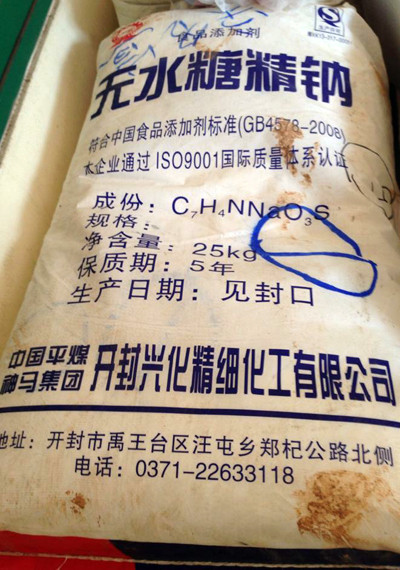 食品添加剂
生产许可
无水糖精钠
符合中国食品添加剂标准(GB4578-2008)
本企业通过 ISO9001国际质量体系认证
成份：C₇H₄NNaO₃S
规格：
净含量：25kg
保质期：5年
生产日期：见封口
中国平煤
神马集团
开封兴化精细化工有限公司
地址：开封市禹王台区汪屯乡郑杞公路北侧
电话：0371-22633118